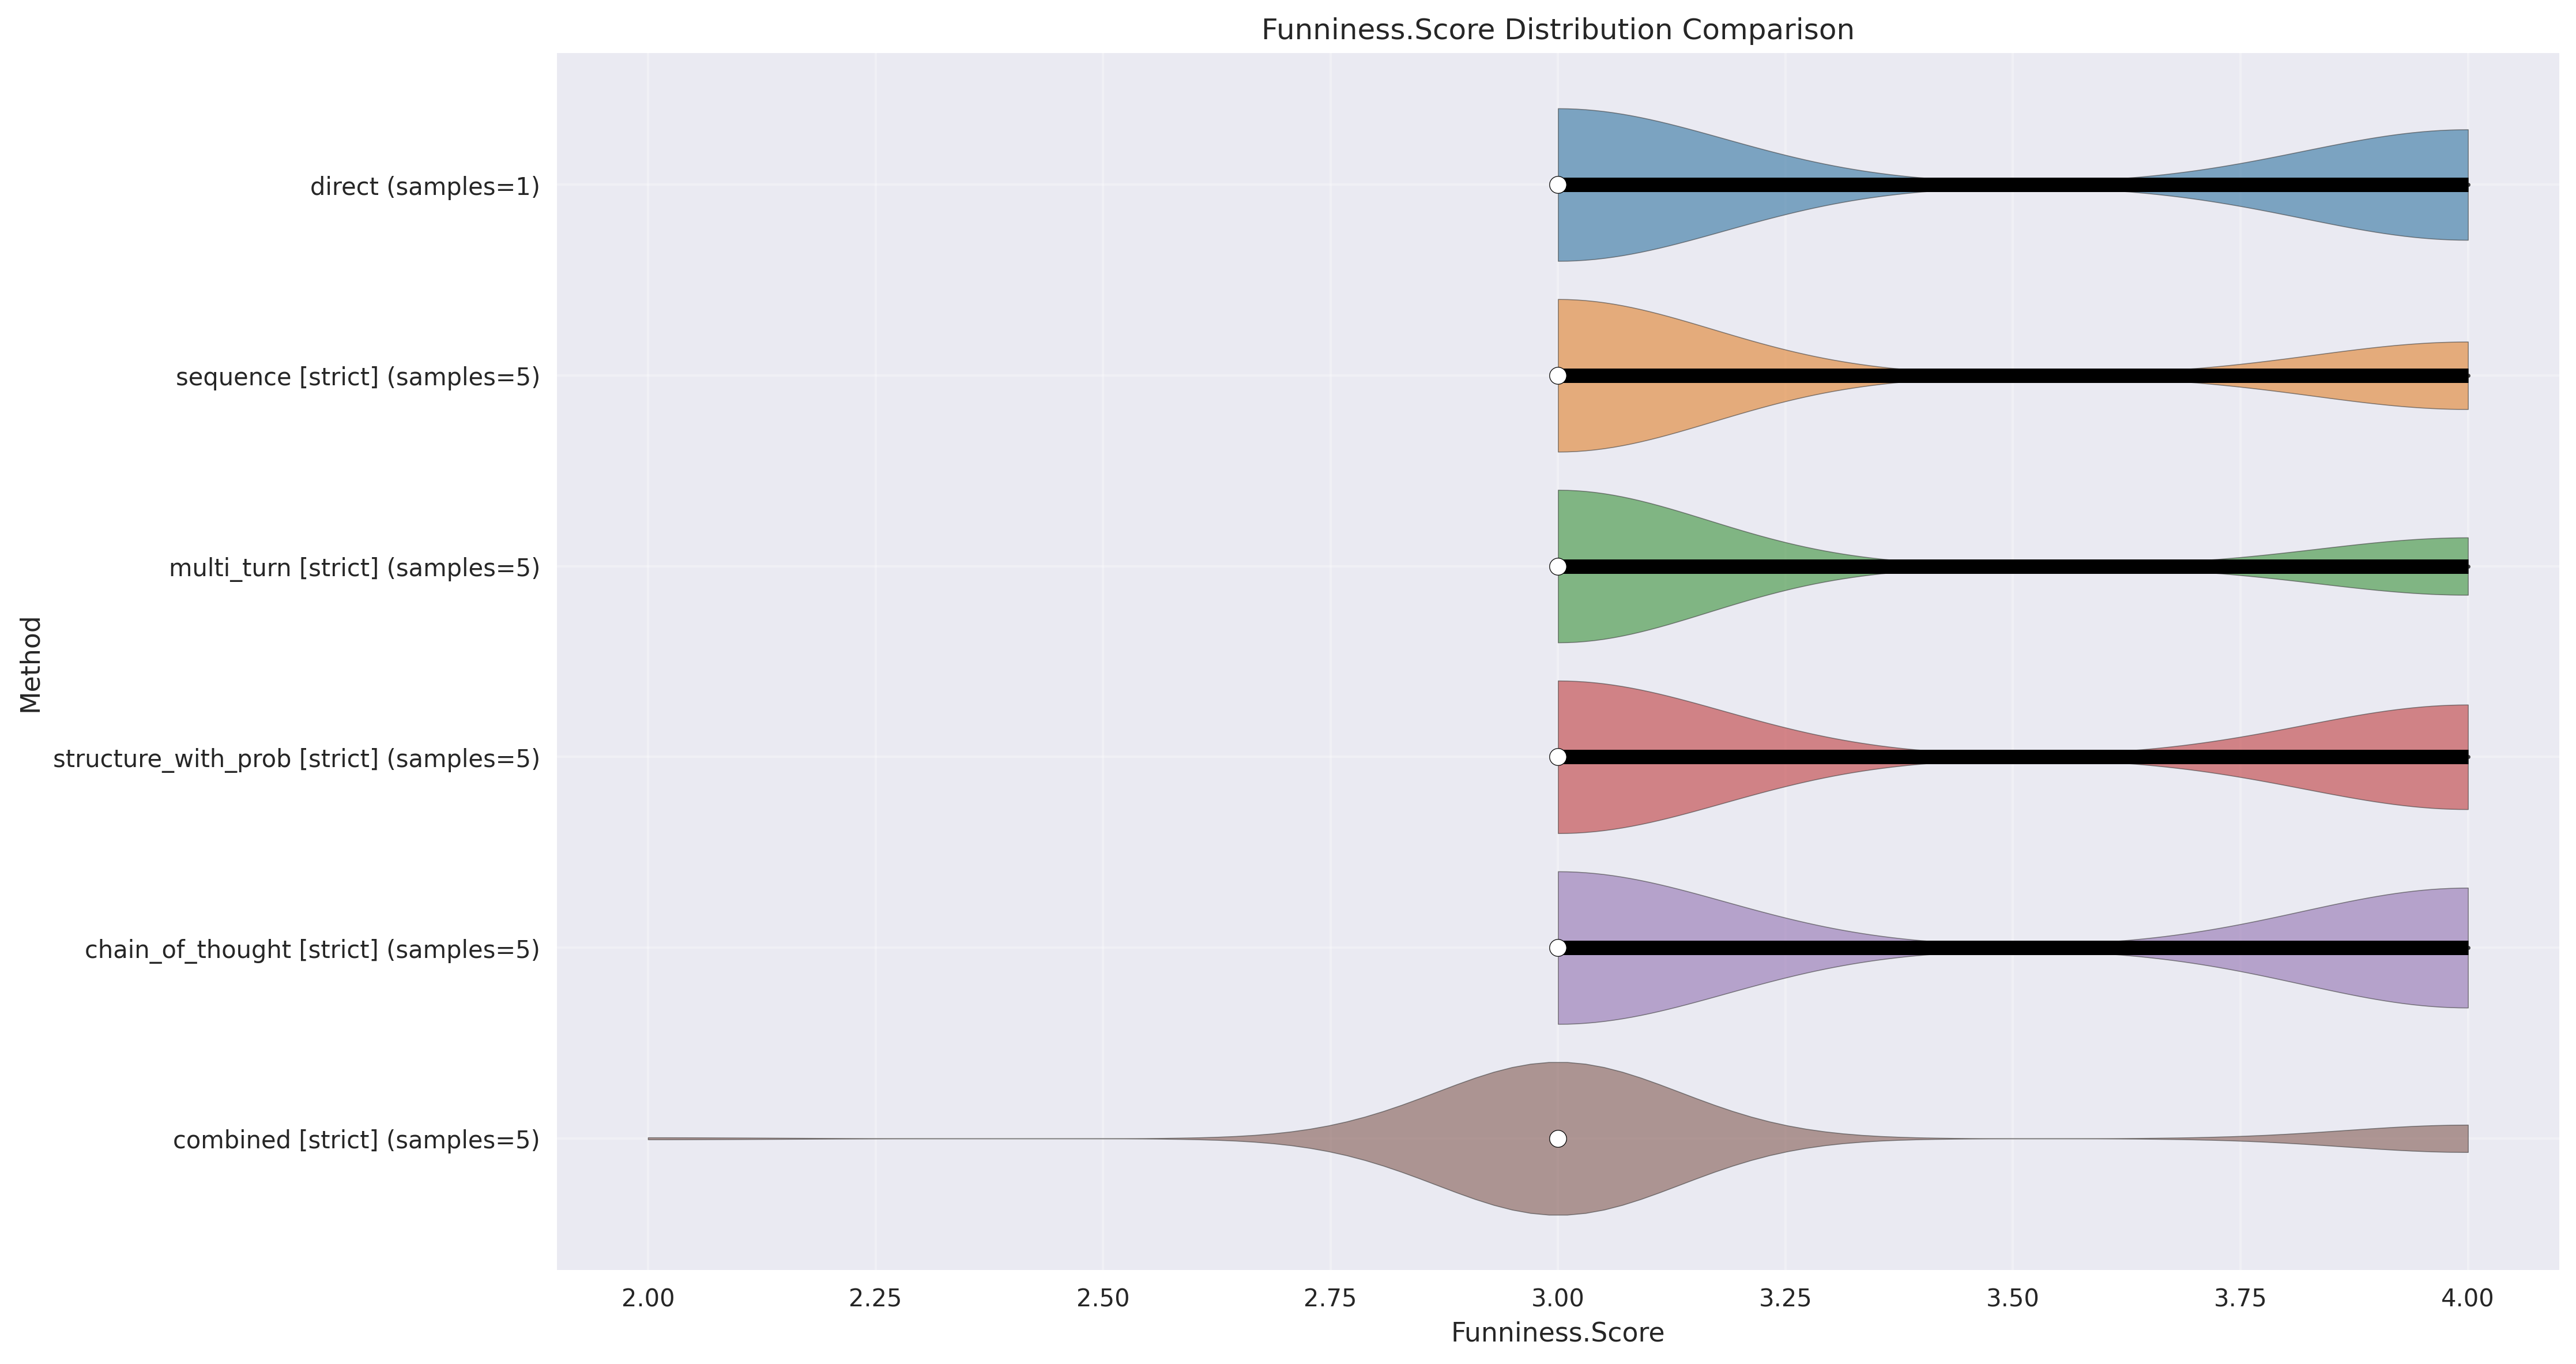 Funniness.Score Distribution Comparison
direct (samples=1)
sequence [strict] (samples=5)
multi_turn [strict] (samples=5)
structure_with_prob [strict] (samples=5)
chain_of_thought [strict] (samples=5)
combined [strict] (samples=5)
Method
2.00 2.25 2.50 2.75 3.00 3.25 3.50 3.75 4.00
Funniness.Score